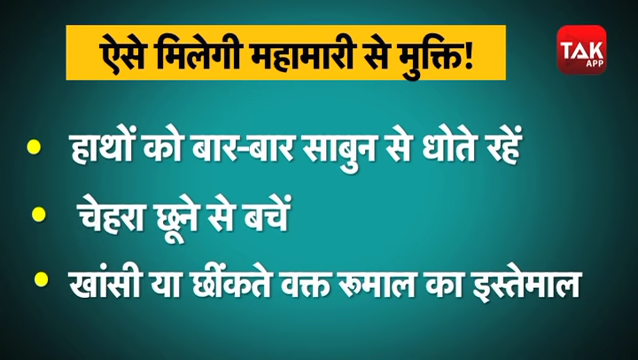 ऐसे मिलेगी महामारी से मुक्ति!
TAK
APP
हाथों को बार-बार साबुन से धोते रहें
चेहरा छूने से बचें
खांसी या छींकते वक्त रूमाल का इस्तेमाल